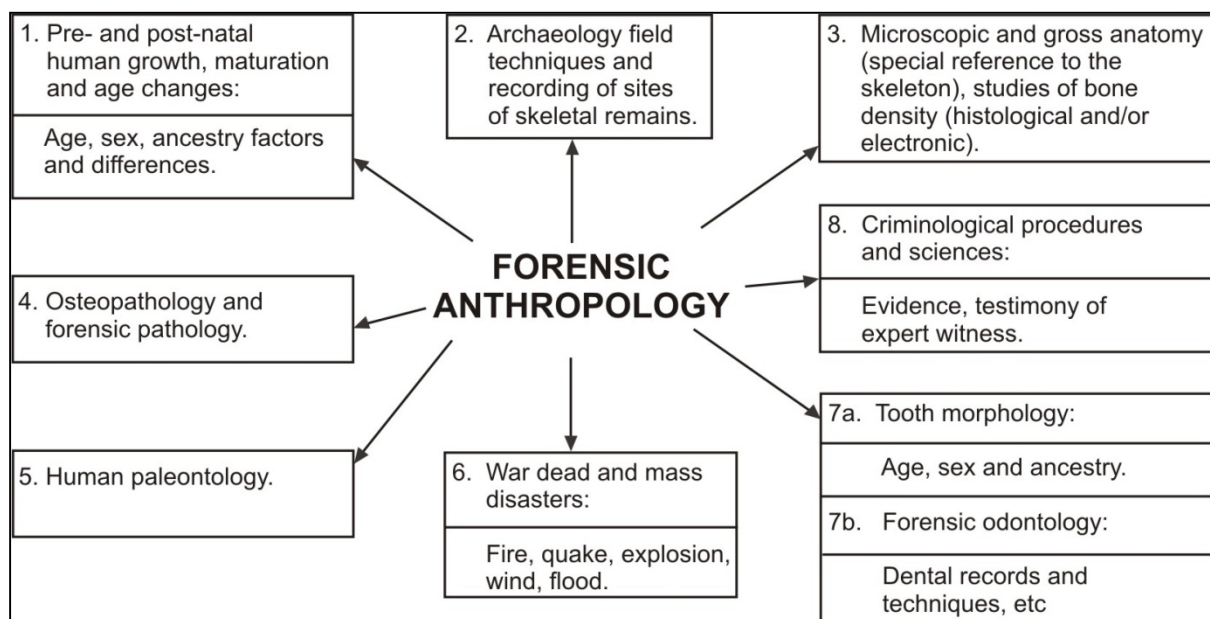 1. Pre- and post-natal
human growth, maturation
and age changes:
Age, sex, ancestry factors
and differences.
2. Archaeology field
techniques and
recording of sites
of skeletal remains.
3. Microscopic and gross anatomy
(special reference to the
skeleton), studies of bone
density (histological and/or
electronic).
FORENSIC
ANTHROPOLOGY
4. Osteopathology and
forensic pathology.
8. Criminological procedures
and sciences:
Evidence, testimony of
expert witness.
5. Human paleontology.
6. War dead and mass
disasters:
Fire, quake, explosion,
wind, flood.
7a. Tooth morphology:
Age, sex and ancestry.
7b. Forensic odontology:
Dental records and
techniques, etc